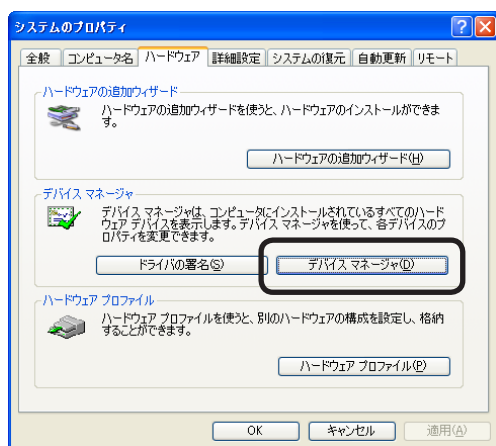 システムのプロパティ
全般 コンピュータ名 ハードウェア 詳細設定 システムの復元 自動更新 リモート
ハードウェアの追加ウィザード
ハードウェアの追加ウィザードを使うと、ハードウェアのインストールができま
す。
ハードウェアの追加ウィザード(H)
デバイス マネージャ
デバイス マネージャは、コンピュータにインストールされているすべてのハード
ウェア デバイスを表示します。デバイス マネージャを使って、各デバイスのプ
ロパティを変更できます。
ドライバの署名(S) デバイス マネージャ(D)
ハードウェア プロファイル
ハードウェア プロファイルを使うと、別のハードウェアの構成を設定し、格納
することができます。
ハードウェア プロファイル(P)
OK キャンセル 適用(A)